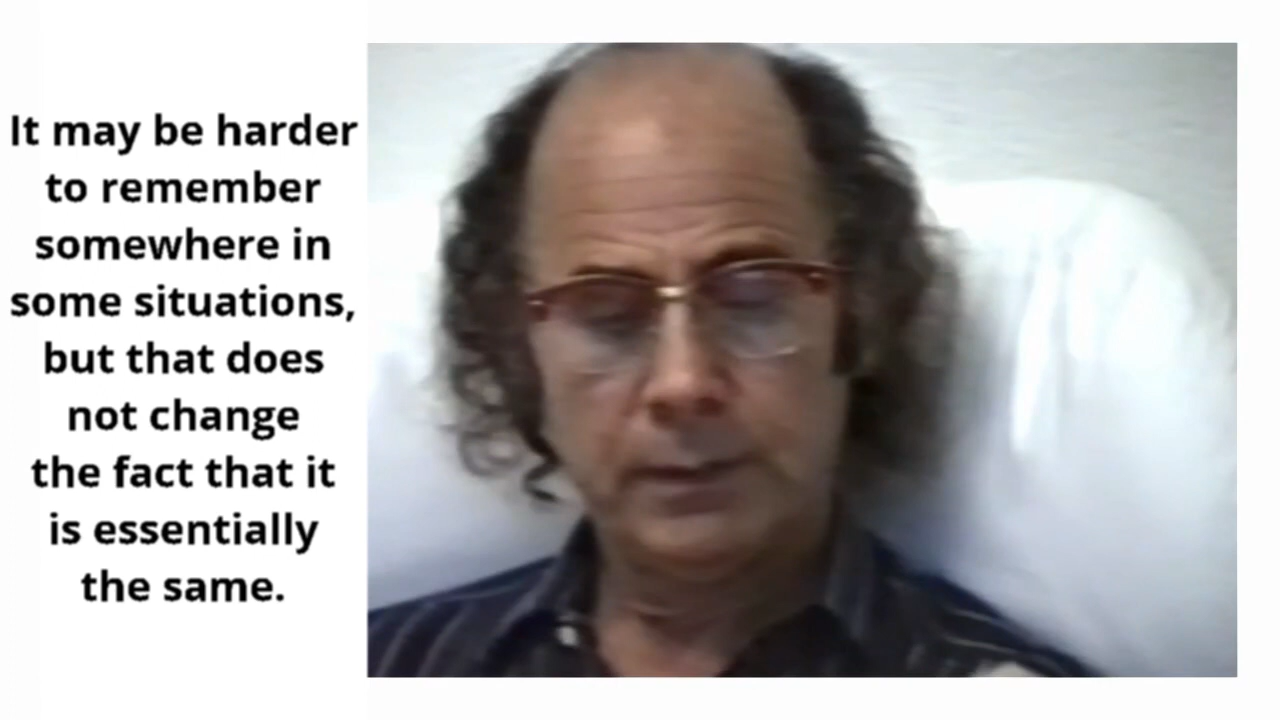 It may be harder
to remember
somewhere in
some situations,
but that does
not change
the fact that it
is essentially
the same.